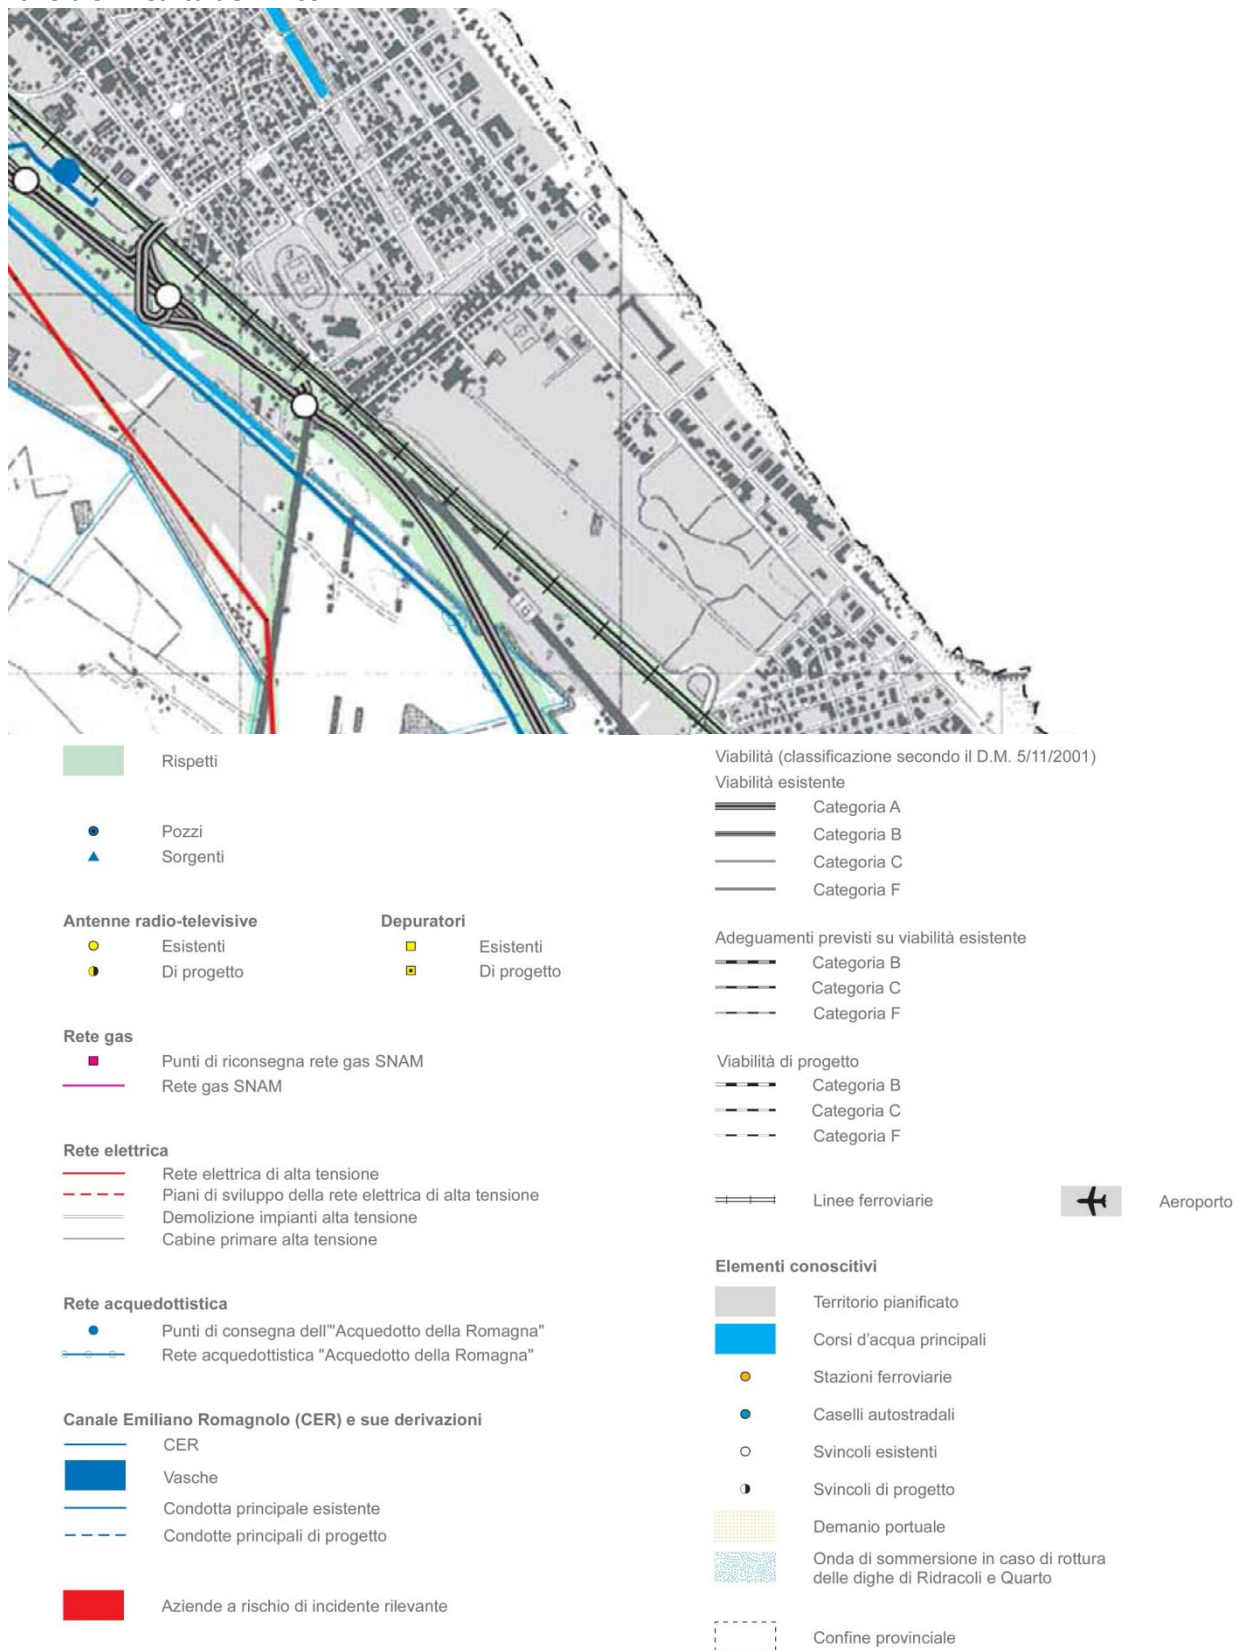 16
Rispetti
Pozzi
Sorgenti
Antenne radio-televisive
Esistenti
Di progetto
Depuratori
Esistenti
Di progetto
Rete gas
Punti di riconsegna rete gas SNAM
Rete gas SNAM
Rete elettrica
Rete elettrica di alta tensione
Piani di sviluppo della rete elettrica di alta tensione
Demolizione impianti alta tensione
Cabine primare alta tensione
Rete acquedottistica
Punti di consegna dell'"Acquedotto della Romagna"
Rete acquedottistica "Acquedotto della Romagna"
Canale Emiliano Romagnolo (CER) e sue derivazioni
CER
Vasche
Condotta principale esistente
Condotte principali di progetto
Aziende a rischio di incidente rilevante
Viabilità (classificazione secondo il D.M. 5/11/2001)
Viabilità esistente
Categoria A
Categoria B
Categoria C
Categoria F
Adeguamenti previsti su viabilità esistente
Categoria B
Categoria C
Categoria F
Viabilità di progetto
Categoria B
Categoria C
Categoria F
Linee ferroviarie
Aeroporto
Elementi conoscitivi
Territorio pianificato
Corsi d'acqua principali
Stazioni ferroviarie
Caselli autostradali
Svincoli esistenti
Svincoli di progetto
Demanio portuale
Onda di sommersione in caso di rottura
delle dighe di Ridracoli e Quarto
Confine provinciale